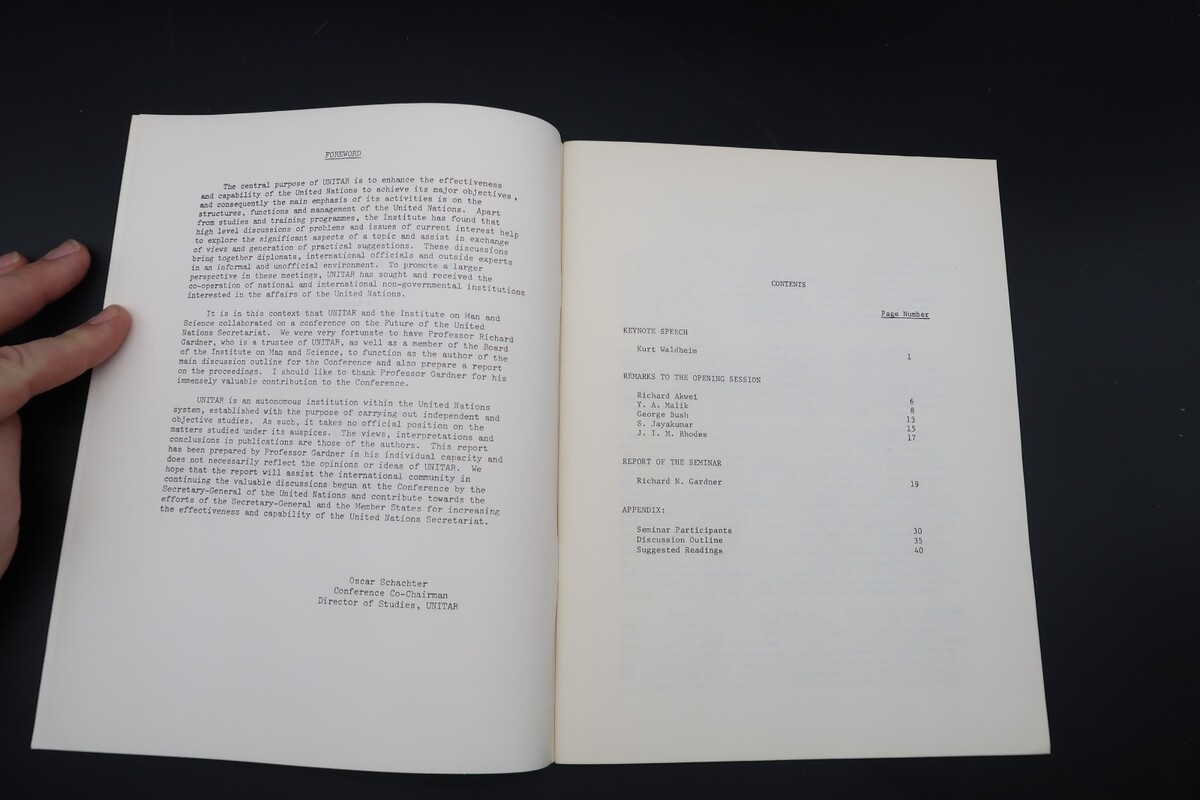 FOREWORD
The central purpose of UNITAR is to enhance the effectiveness
and capability of the United Nations to achieve its major objectives,
and consequently the main emphasis of its activities is on the
structures, functions and management of the United Nations. Apart
from studies and training programmes, the Institute has found that
high level discussions of problems and issues of current interest help
to explore the significant aspects of a topic and assist in exchange
of views and generation of practical suggestions. These discussions
bring together diplomats, international officials and outside experts
in an informal and unofficial environment. To promote a larger
perspective in these meetings, UNITAR has sought and received the
co-operation of national and international non-governmental institutions
interested in the affairs of the United Nations.
It is in this context that UNITAR and the Institute on Man and
Science collaborated on a conference on the Future of the United
Nations Secretariat. We were very fortunate to have Professor Richard
Gardner, who is a trustee of UNITAR, as well as a member of the Board
of the Institute on Man and Science, to function as the author of the
main discussion outline for the Conference and also prepare a report
on the proceedings. I should like to thank Professor Gardner for his
immensely valuable contribution to the Conference.
UNITAR is an autonomous institution within the United Nations
system, established with the purpose of carrying out independent and
objective studies. As such, it takes no official position on the
matters studied under its auspices. The views, interpretations and
conclusions in publications are those of the authors. This report
has been prepared by Professor Gardner in his individual capacity and
does not necessarily reflect the opinions or ideas of UNITAR. We
hope that the report will assist the international community in
continuing the valuable discussions begun at the Conference by the
Secretary-General of the United Nations and contribute towards the
efforts of the Secretary-General and the Member States for increasing
the effectiveness and capability of the United Nations Secretariat.
Oscar Schachter
Conference Co-Chairman
Director of Studies, UNITAR
CONTENTS
Page Number
KEYNOTE SPEECH
Kurt Waldheim 1
REMARKS TO THE OPENING SESSION
Richard Akwei 6
Y. A. Malik 8
George Bush 13
S. Jayakumar 15
J. I. M. Rhodes 17
REPORT OF THE SEMINAR
Richard N. Gardner 19
APPENDIX:
Seminar Participants 30
Discussion Outline 35
Suggested Readings 40